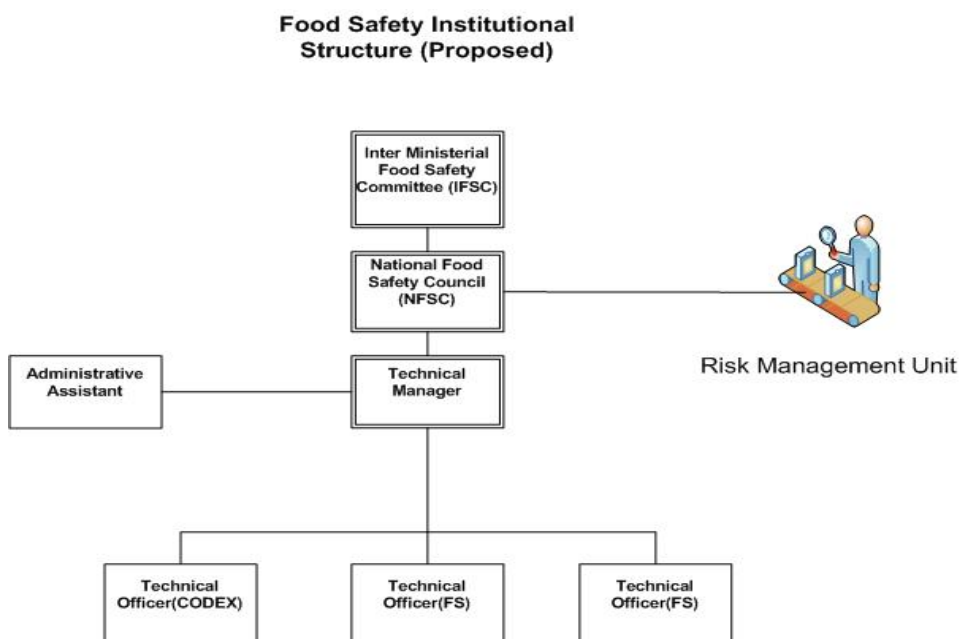 Food Safety Institutional
Structure (Proposed)
Inter Ministerial
Food Safety
Committee (IFSC)
National Food
Safety Council
(NFSC)
Risk Management Unit
Administrative
Assistant
Technical
Manager
Technical
Officer(CODEX)
Technical
Officer(FS)
Technical
Officer(FS)